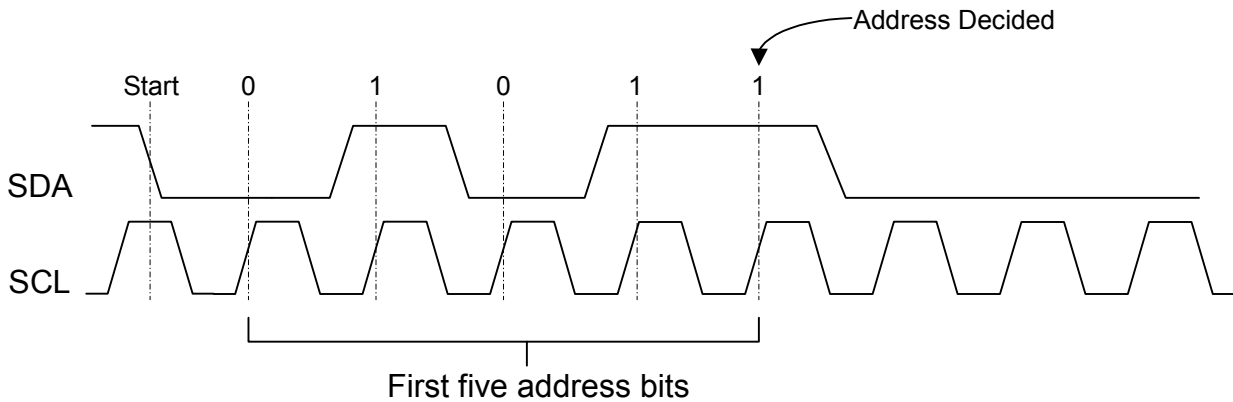 Address Decided
Start 0 1 0 1 1
SDA
SCL
First five address bits